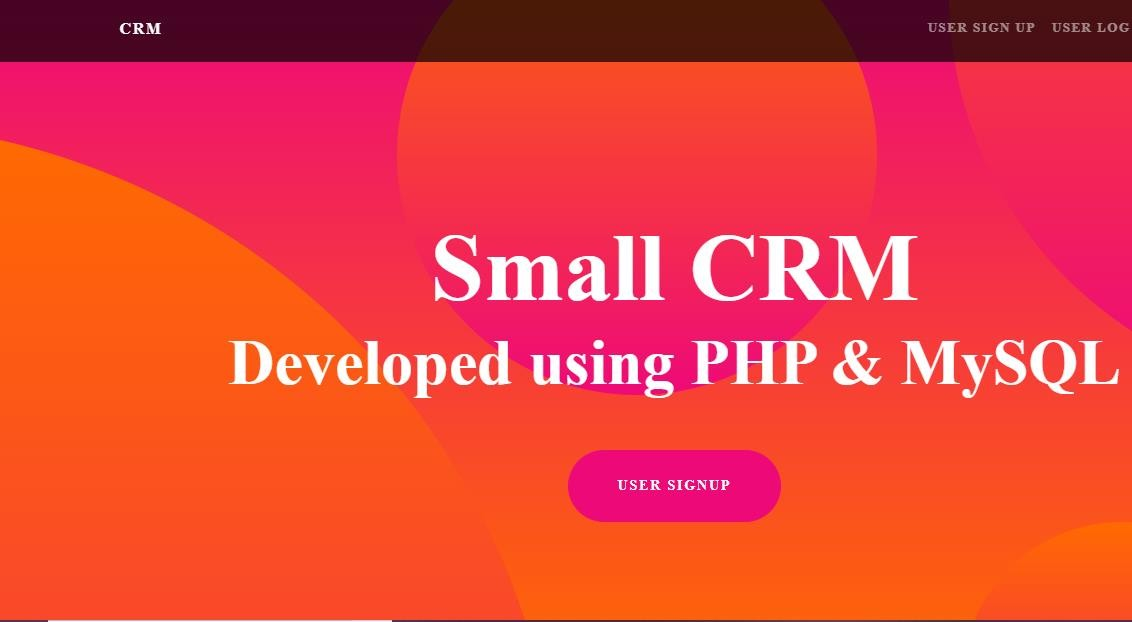 CRM
USER SIGN UP USER LOG
Small CRM
Developed using PHP & MySQL
USER SIGNUP